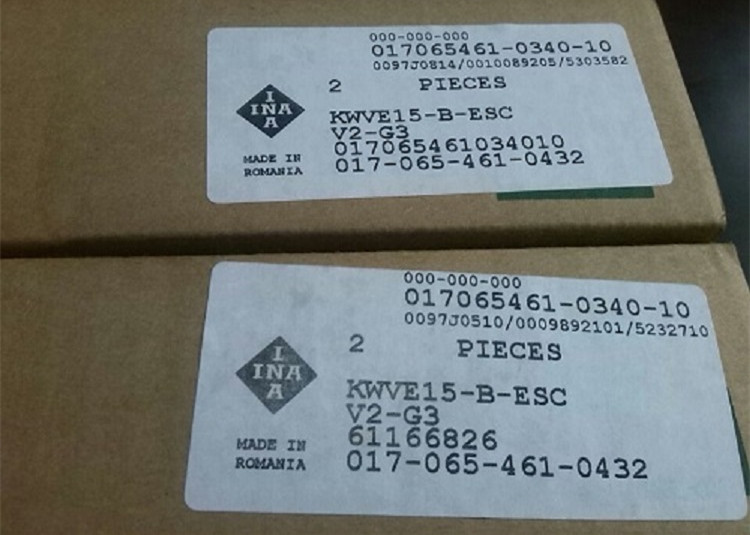 000-000-000
017065461-0340-10
0097J0814/0010089205/5303582
2 PIECES
I
INA
A
KWVE15-B-ESC
V2-G3
017065461034010
017-065-461-0432
MADE IN
ROMANIA
000-000-000
017065461-0340-10
0097J0510/0009892101/5232710
2 PIECES
I
INA
A
KWVE15-B-ESC
V2-G3
61166826
017-065-461-0432
MADE IN
ROMANIA